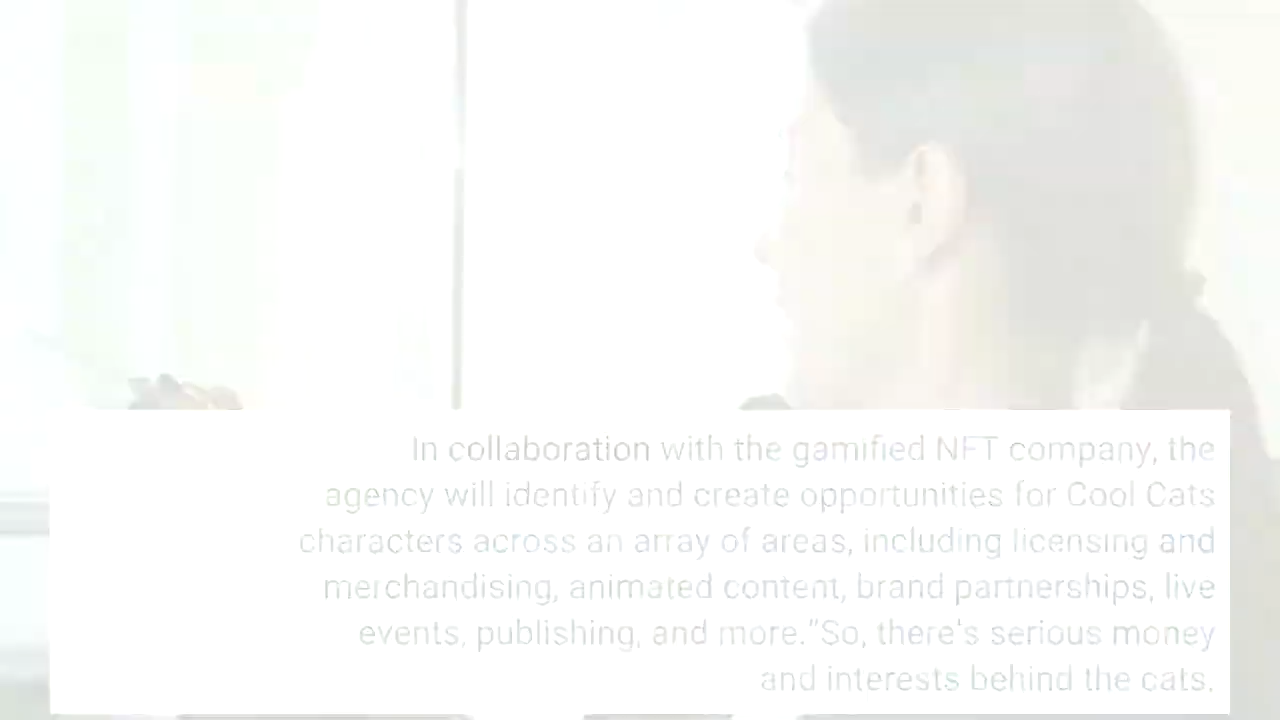 In collaboration with the gamified NFT company, the
agency will identify and create opportunities for Cool Cats
characters across an array of areas, including licensing and
merchandising, animated content, brand partnerships, live
events, publishing, and more."So, there's serious money
and interests behind the cats.